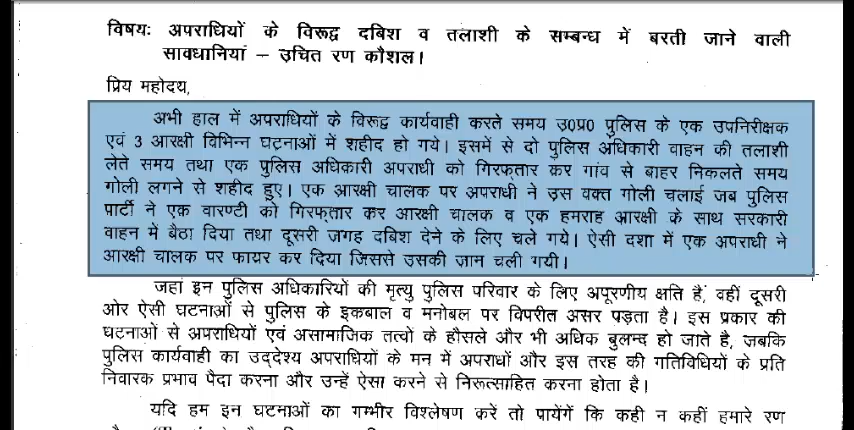 विषयः अपराधियों के विरूद्व दबिश व तलाशी के सम्बन्ध में बरती जाने वाली
सावधानियां – उचित रण कौशल।
प्रिय महोदय,
अभी हाल में अपराधियों के विरूद्व कार्यवाही करते समय उ0प्र0 पुलिस के एक उपनिरीक्षक
एवं 3 आरक्षी विभिन्न घटनाओं में शहीद हो गये। इसमें से दो पुलिस अधिकारी वाहन की तलाशी
लेते समय तथा एक पुलिस अधिकारी अपराधी को गिरफ्तार कर गांव से बाहर निकलते समय
गोली लगने से शहीद हुए। एक आरक्षी चालक पर अपराधी ने उस वक्त गोली चलाई जब पुलिस
पार्टी ने एक वारण्टी को गिरफ्तार कर आरक्षी चालक व एक हमराह आरक्षी के साथ सरकारी
वाहन में बैठा दिया तथा दूसरी जगह दबिश देने के लिए चले गये। ऐसी दशा में एक अपराधी ने
आरक्षी चालक पर फायर कर दिया जिससे उसकी जान चली गयी।
जहां इन पुलिस अधिकारियों की मृत्यु पुलिस परिवार के लिए अपूरणीय क्षति है, वहीं दूसरी
ओर ऐसी घटनाओं से पुलिस के इकबाल व मनोबल पर विपरीत असर पड़ता है। इस प्रकार की
घटनाओं से अपराधियों एवं असामाजिक तत्वों के हौसले और भी अधिक बुलन्द हो जाते है, जबकि
पुलिस कार्यवाही का उद्देश्य अपराधियों के मन में अपराधों और इस तरह की गतिविधियों के प्रति
निवारक प्रभाव पैदा करना और उन्हें ऐसा करने से निरूत्साहित करना होता है।
यदि हम इन घटनाओं का गम्भीर विश्लेषण करें तो पायेंगें कि कही न कहीं हमारे रण